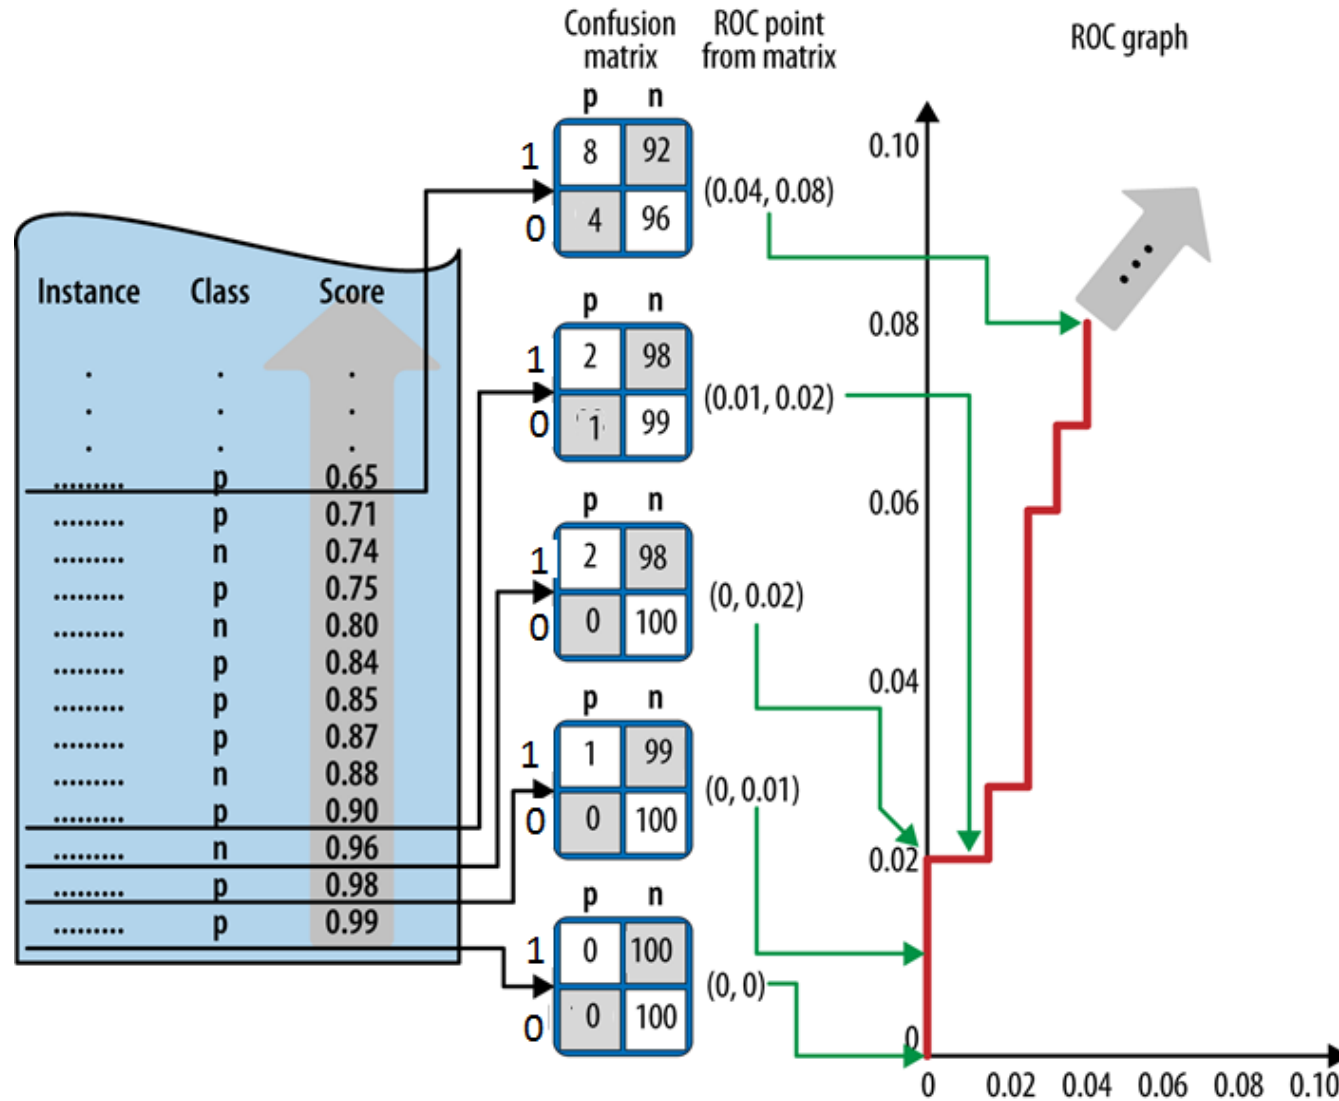 Confusion matrix
ROC point from matrix
ROC graph
p n
1 8 92
0 4 96
(0.04, 0.08)
p n
1 2 98
0 1 99
(0.01, 0.02)
p n
1 2 98
0 0 100
(0, 0.02)
p n
1 1 99
0 0 100
(0, 0.01)
p n
1 0 100
0 0 100
(0, 0)
Instance Class Score
. . .
. . .
. . .
......... p 0.65
......... p 0.71
......... n 0.74
......... p 0.75
......... n 0.80
......... p 0.84
......... p 0.85
......... p 0.87
......... n 0.88
......... p 0.90
......... n 0.96
......... p 0.98
......... p 0.99
0.10
0.08
0.06
0.04
0.02
0
0 0.02 0.04 0.06 0.08 0.10